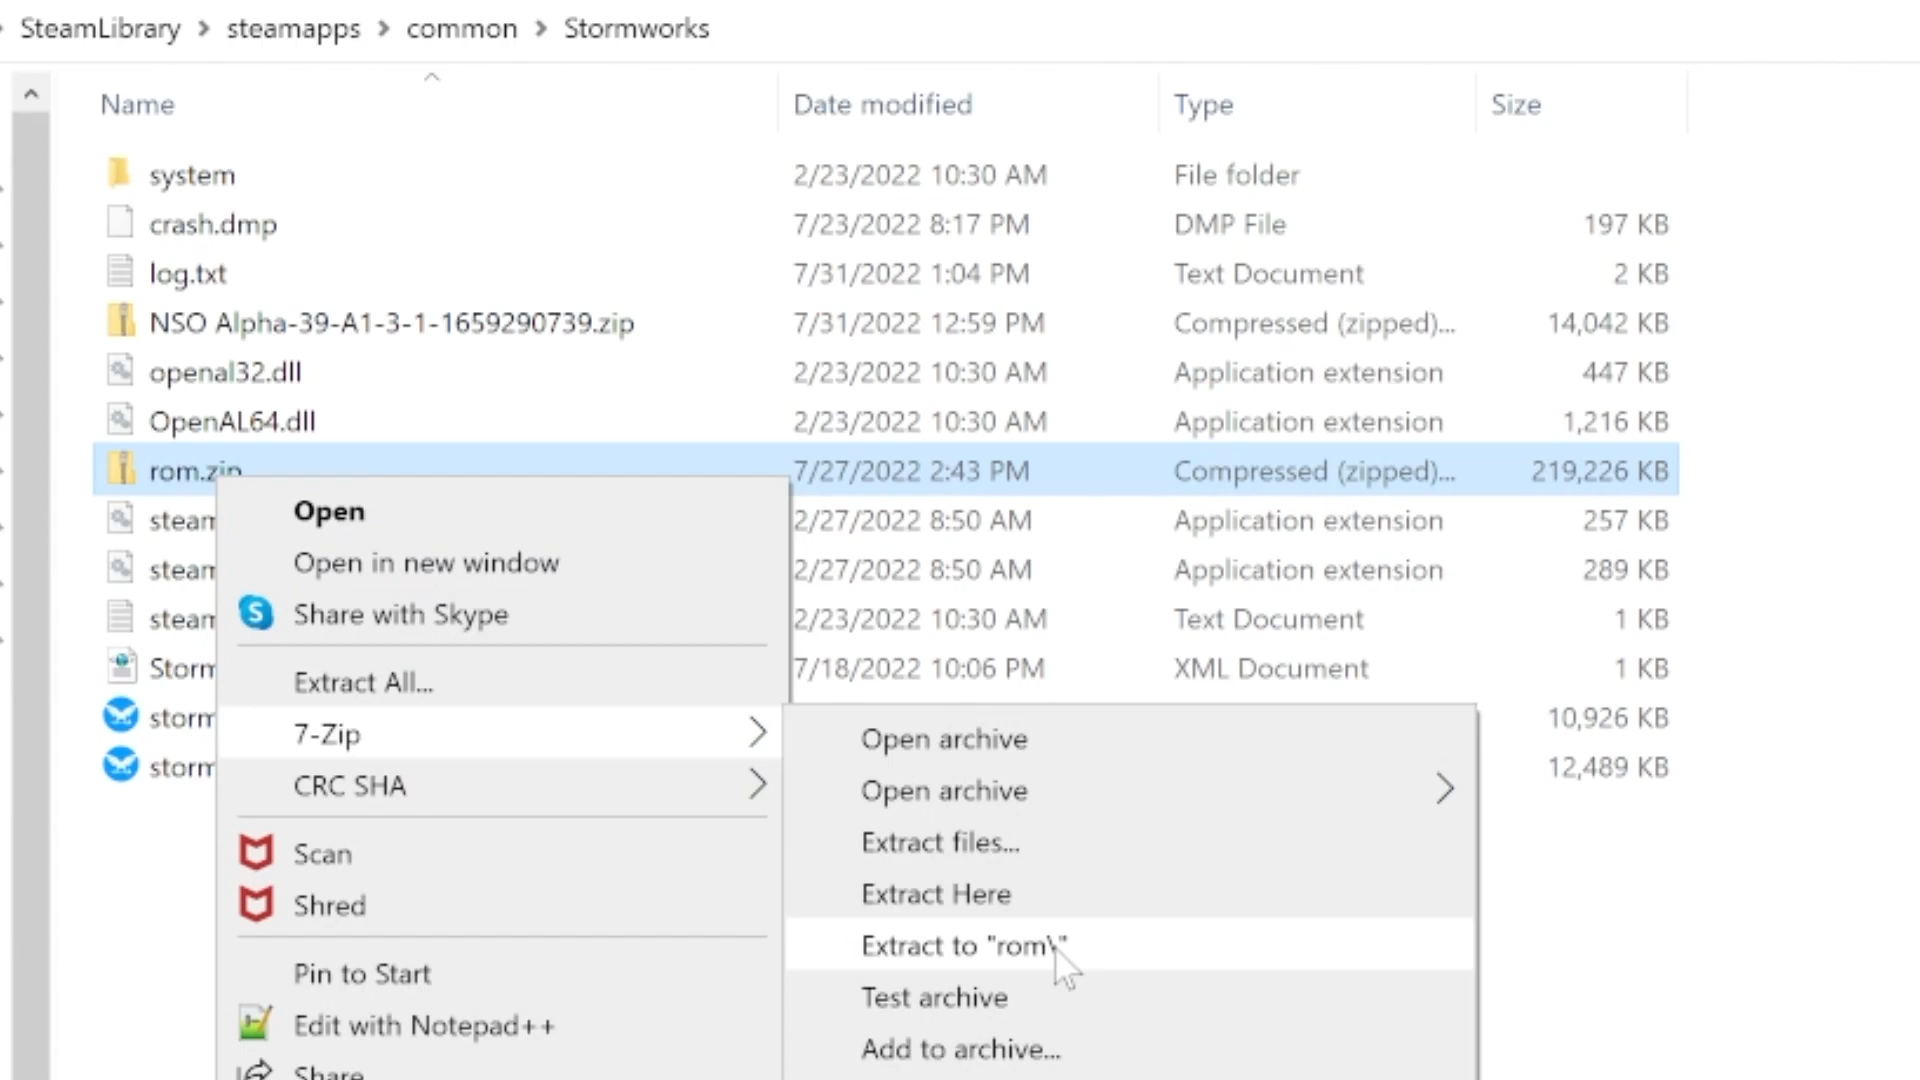 SteamLibrary > steamapps > common > Stormworks
Name Date modified Type Size
system 2/23/2022 10:30 AM File folder
crash.dmp 7/23/2022 8:17 PM DMP File 197 KB
log.txt 7/31/2022 1:04 PM Text Document 2 KB
NSO Alpha-39-A1-3-1-1659290739.zip 7/31/2022 12:59 PM Compressed (zipped)... 14,042 KB
openal32.dll 2/23/2022 10:30 AM Application extension 447 KB
OpenAL64.dll 2/23/2022 10:30 AM Application extension 1,216 KB
rom.zip 7/27/2022 2:43 PM Compressed (zipped)... 219,226 KB
steam 2/27/2022 8:50 AM Application extension 257 KB
steam 2/27/2022 8:50 AM Application extension 289 KB
steam 2/23/2022 10:30 AM Text Document 1 KB
Storm 7/18/2022 10:06 PM XML Document 1 KB
storm 10,926 KB
storm 12,489 KB
Open
Open in new window
Share with Skype
Extract All...
7-Zip
CRC SHA
Scan
Shred
Pin to Start
Edit with Notepad++
Share
Open archive
Open archive
Extract files...
Extract Here
Extract to "rom\"
Test archive
Add to archive...